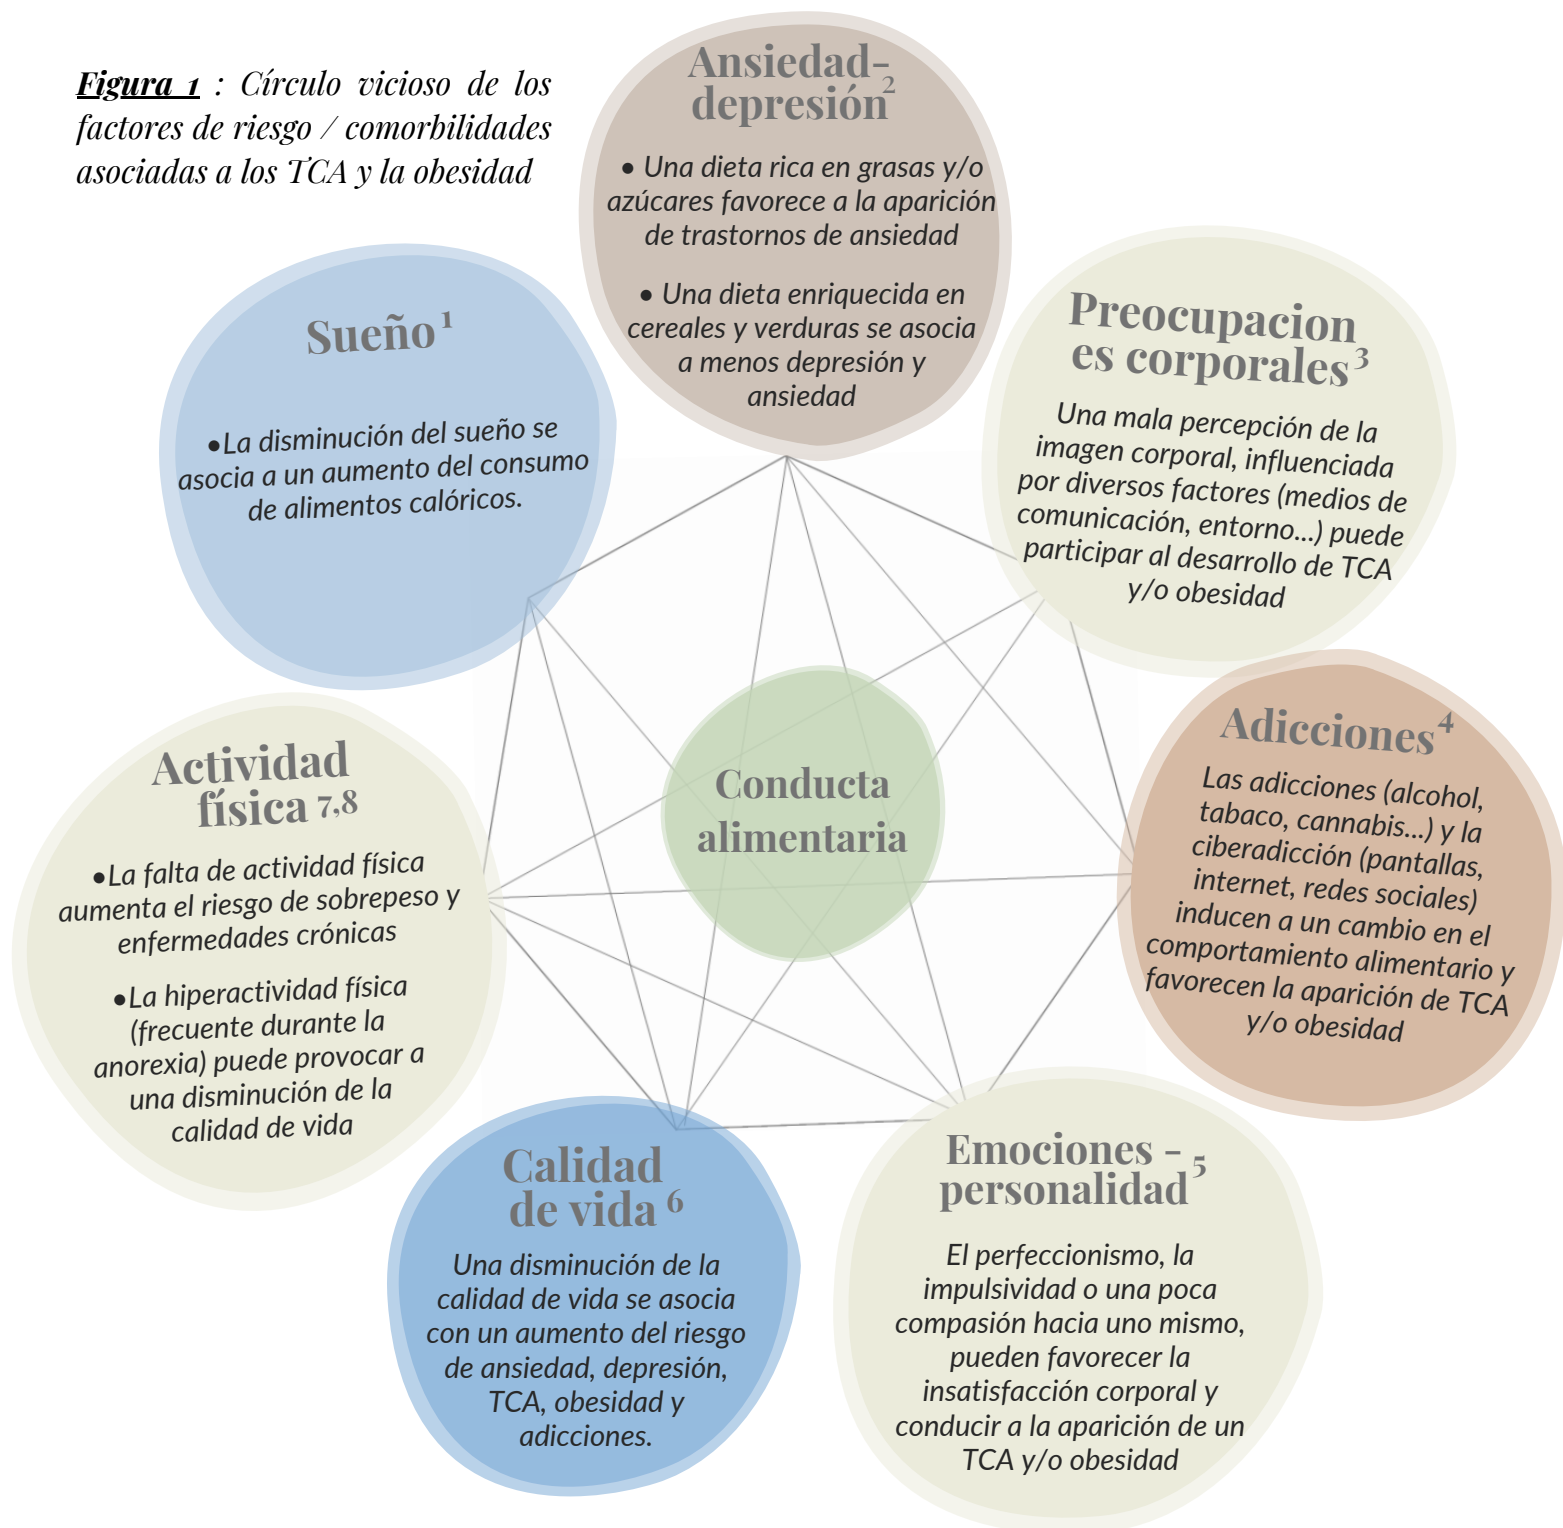 Figura 1 : Círculo vicioso de los
factores de riesgo / comorbilidades
asociadas a los TCA y la obesidad
Ansiedad-
depresión2
• Una dieta rica en grasas y/o
azúcares favorece a la aparición
de trastornos de ansiedad
• Una dieta enriquecida en
cereales y verduras se asocia
a menos depresión y
ansiedad
Preocupacion
es corporales3
Una mala percepción de la
imagen corporal, influenciada
por diversos factores (medios de
comunicación, entorno...) puede
participar al desarrollo de TCA
y/o obesidad
Adicciones4
Las adicciones (alcohol,
tabaco, cannabis...) y la
ciberadicción (pantallas,
internet, redes sociales)
inducen a un cambio en el
comportamiento alimentario y
favorecen la aparición de TCA
y/o obesidad
Emociones -
personalidad5
El perfeccionismo, la
impulsividad o una poca
compasión hacia uno mismo,
pueden favorecer la
insatisfacción corporal y
conducir a la aparición de un
TCA y/o obesidad
Calidad
de vida 6
Una disminución de la
calidad de vida se asocia
con un aumento del riesgo
de ansiedad, depresión,
TCA, obesidad y
adicciones.
Actividad
física 7,8
•La falta de actividad física
aumenta el riesgo de sobrepeso y
enfermedades crónicas
•La hiperactividad física
(frecuente durante la
anorexia) puede provocar a
una disminución de la
calidad de vida
Sueño 1
•La disminución del sueño se
asocia a un aumento del consumo
de alimentos calóricos.
Conducta
alimentaria